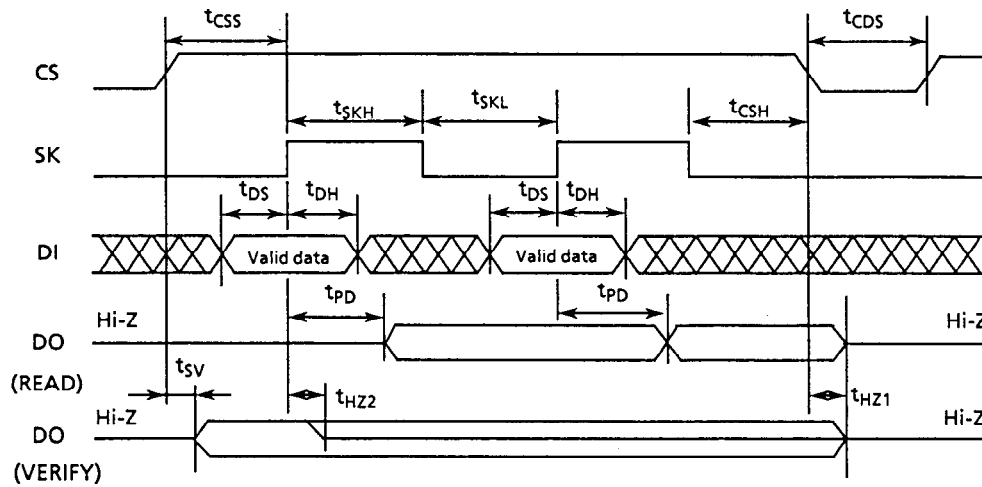 tCSS tCDS
CS
tSKH tSKL tCSH
SK
tDS tDH tDS tDH
DI Valid data Valid data
tPD tPD
Hi-Z Hi-Z
DO
(READ)
tSV tHZ2 tHZ1
Hi-Z Hi-Z
DO
(VERIFY)